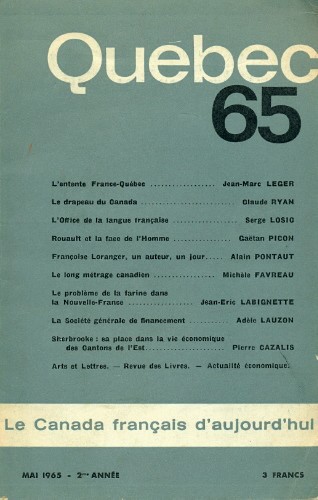 Quebec
65
L'entente France-Québec .................. Jean-Marc LEGER
Le drapeau du Canada .................. Claude RYAN
L'Office de la langue française .................. Serge LOSIG
Rouault et la face de l'Homme .................. Gaëtan PICON
Françoise Loranger, un auteur, un jour..... Alain PONTAUT
Le long métrage canadien .................. Michèle FAVREAU
Le problème de la farine dans
la Nouvelle-France .................. Jean-Eric LABIGNETTE
La Société générale de financement .......... Adèle LAUZON
Sherbrooke : sa place dans la vie économique
des Cantons de l'Est...................... Pierre CAZALIS
Arts et Lettres. — Revue des Livres. — Actualité économique.
Le Canada français d'aujourd'hui
MAI 1965 - 2me ANNÉE
3 FRANCS